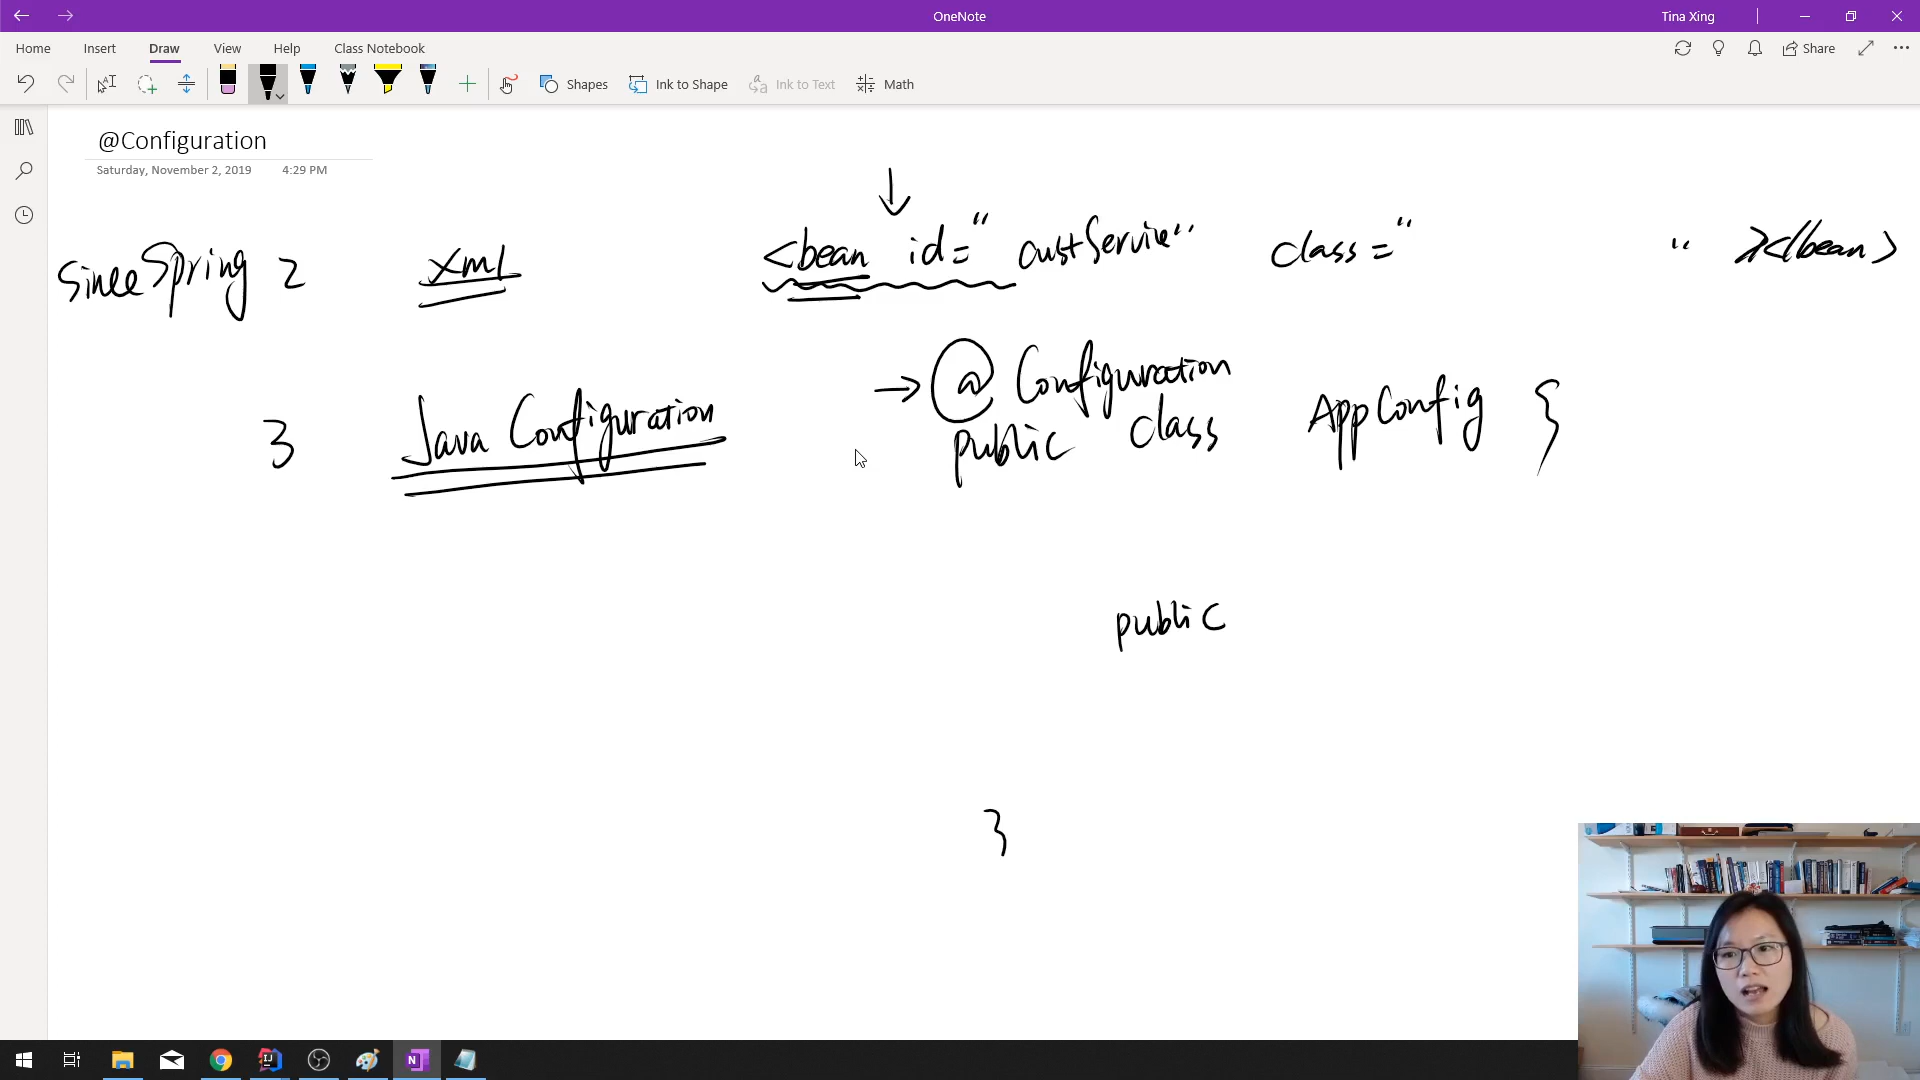 OneNote
Tina Xing
Home Insert Draw View Help Class Notebook
Share
Shapes Ink to Shape Ink to Text Math
@Configuration
Saturday, November 2, 2019 4:29 PM
Since Spring 2 xml <bean id="custService" class=" " ></bean>
→ @Configuration
3 Java Configuration public class AppConfig {
public
}